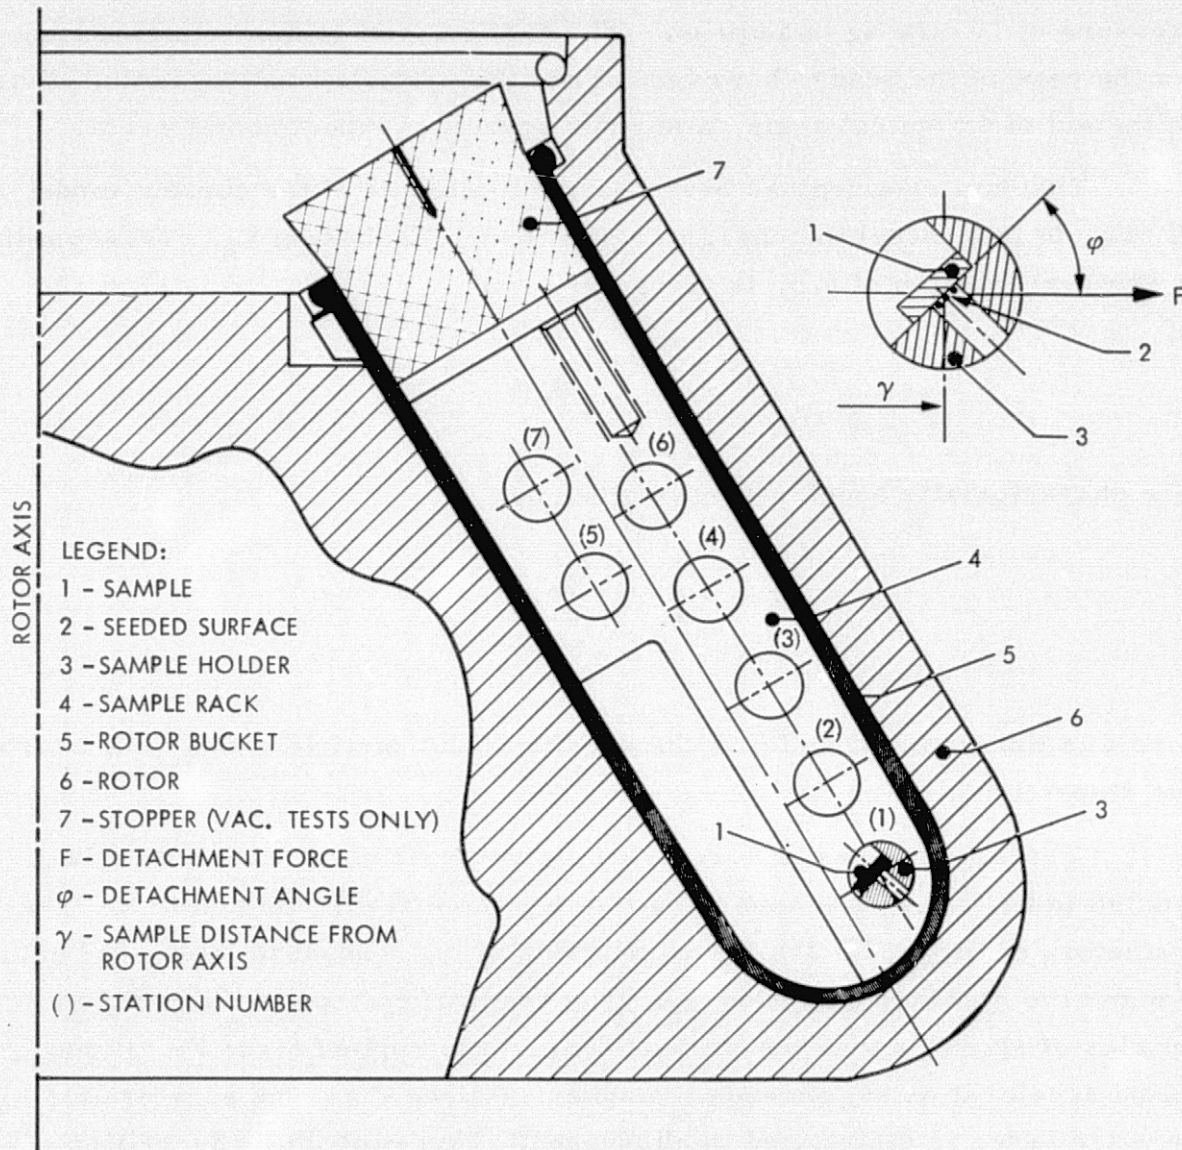 7
1
φ
F
2
γ
3
(7)
(6)
(5)
(4)
4
(3)
5
6
(2)
(1)
1
3
ROTOR AXIS
LEGEND:
1 - SAMPLE
2 - SEEDED SURFACE
3 - SAMPLE HOLDER
4 - SAMPLE RACK
5 - ROTOR BUCKET
6 - ROTOR
7 - STOPPER (VAC. TESTS ONLY)
F - DETACHMENT FORCE
φ - DETACHMENT ANGLE
γ - SAMPLE DISTANCE FROM
ROTOR AXIS
( ) - STATION NUMBER